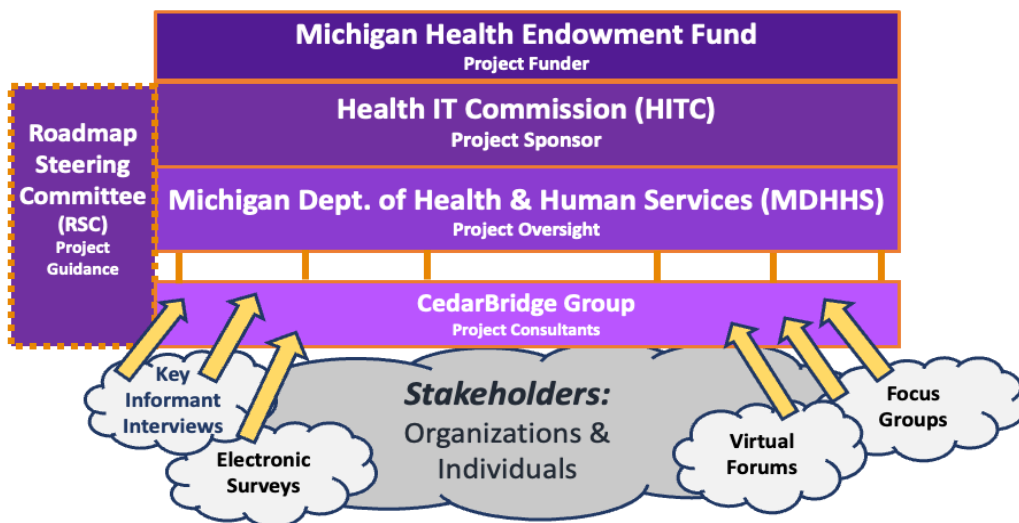 Michigan Health Endowment Fund
Project Funder
Health IT Commission (HITC)
Project Sponsor
Roadmap
Steering
Committee
(RSC)
Project
Guidance
Michigan Dept. of Health & Human Services (MDHHS)
Project Oversight
CedarBridge Group
Project Consultants
Key
Informant
Interviews
Electronic
Surveys
Stakeholders:
Organizations &
Individuals
Virtual
Forums
Focus
Groups